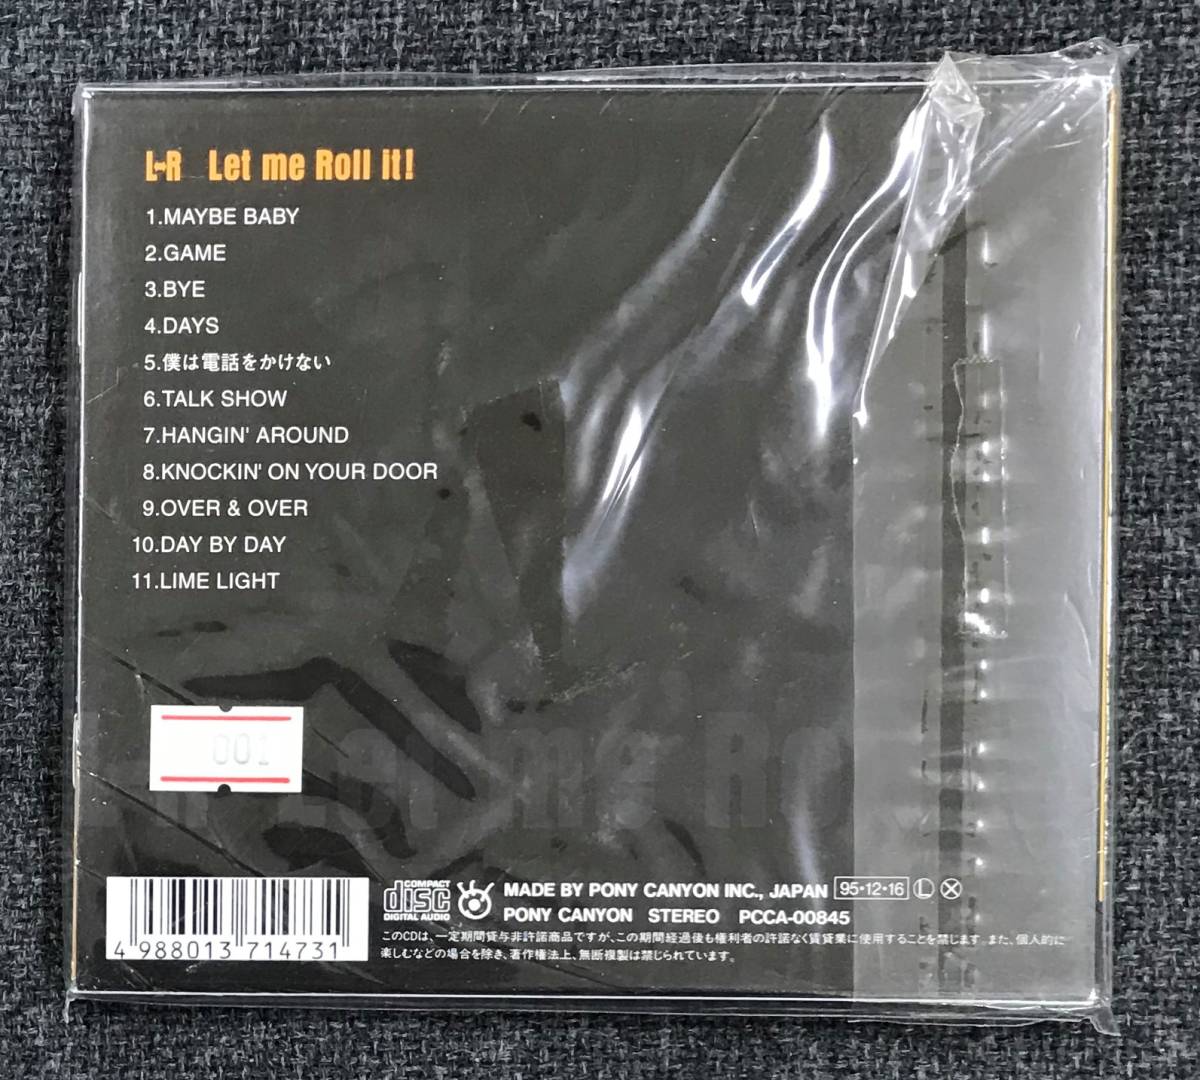 L↔R Let me Roll it!
1.MAYBE BABY
2.GAME
3.BYE
4.DAYS
5.僕は電話をかけない
6.TALK SHOW
7.HANGIN' AROUND
8.KNOCKIN' ON YOUR DOOR
9.OVER & OVER
10.DAY BY DAY
11.LIME LIGHT
001
Let me Ro
COMPACT
disc
DIGITAL AUDIO
MADE BY PONY CANYON INC., JAPAN 95・12・16 Ⓛ Ⓧ
PONY CANYON STEREO PCCA-00845
このCDは、一定期間貸与非許諾商品ですが、この期間経過後も権利者の許諾なく賃貸業に使用することを禁じます。また、個人的に
楽しむなどの場合を除き、著作権法上、無断複製は禁じられています。
4 988013 714731